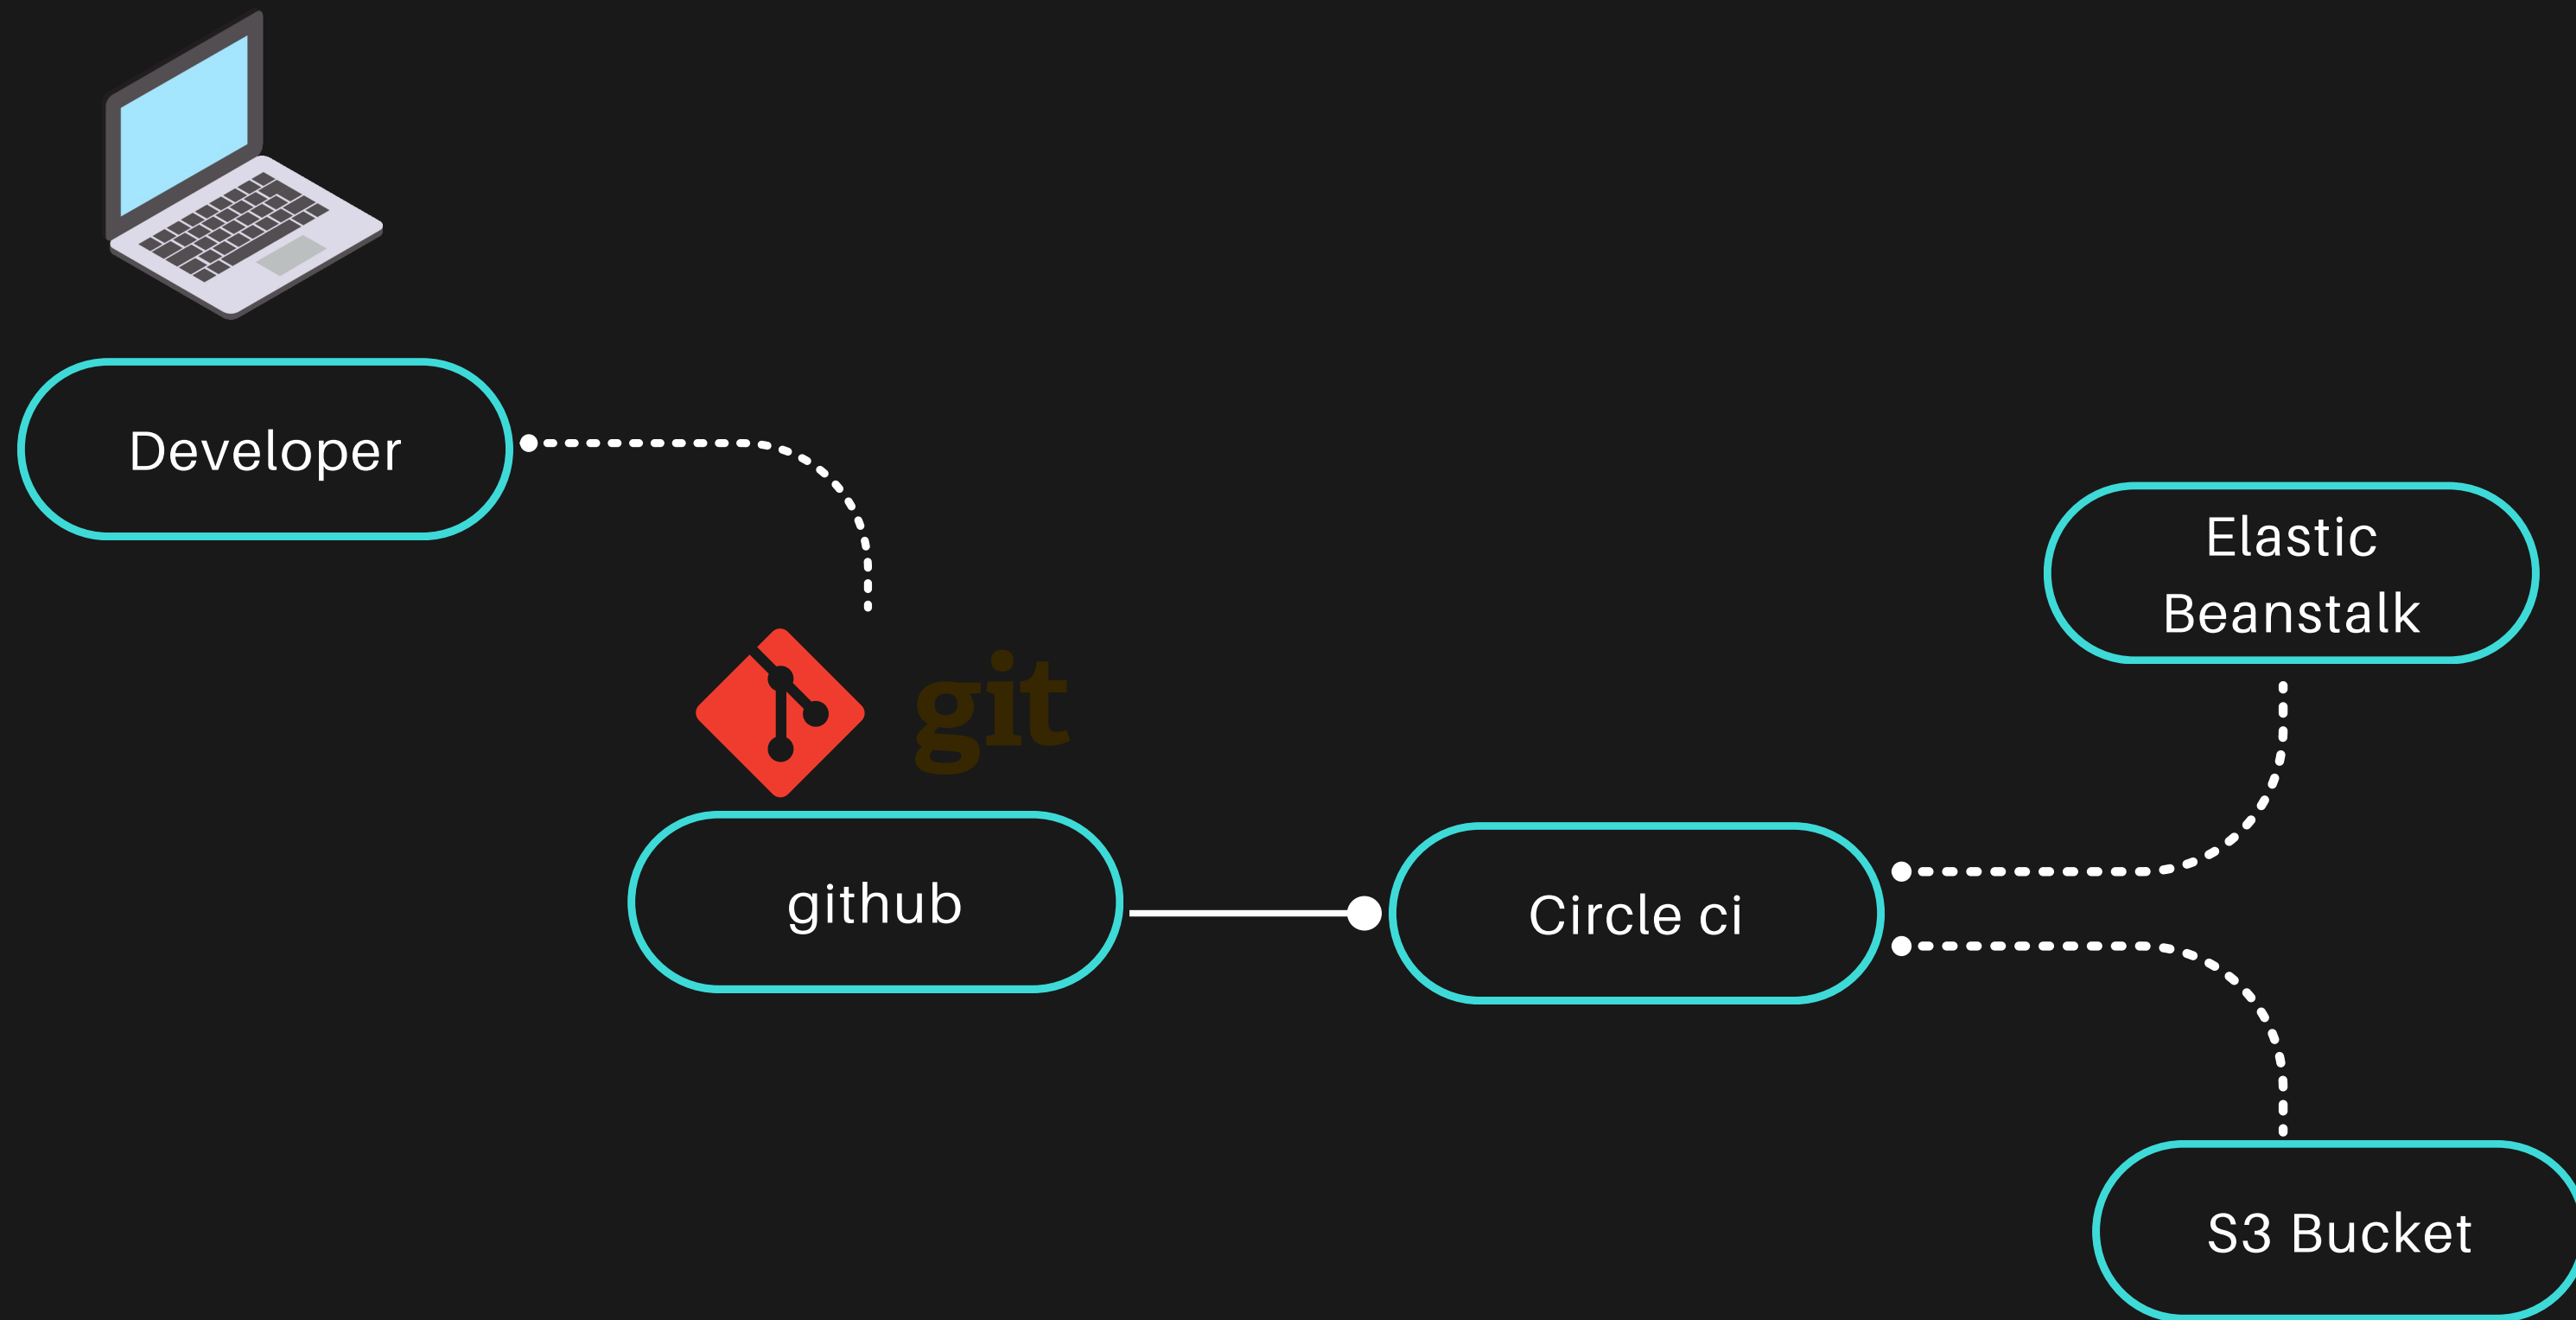 Developer
git
github
Circle ci
Elastic
Beanstalk
S3 Bucket